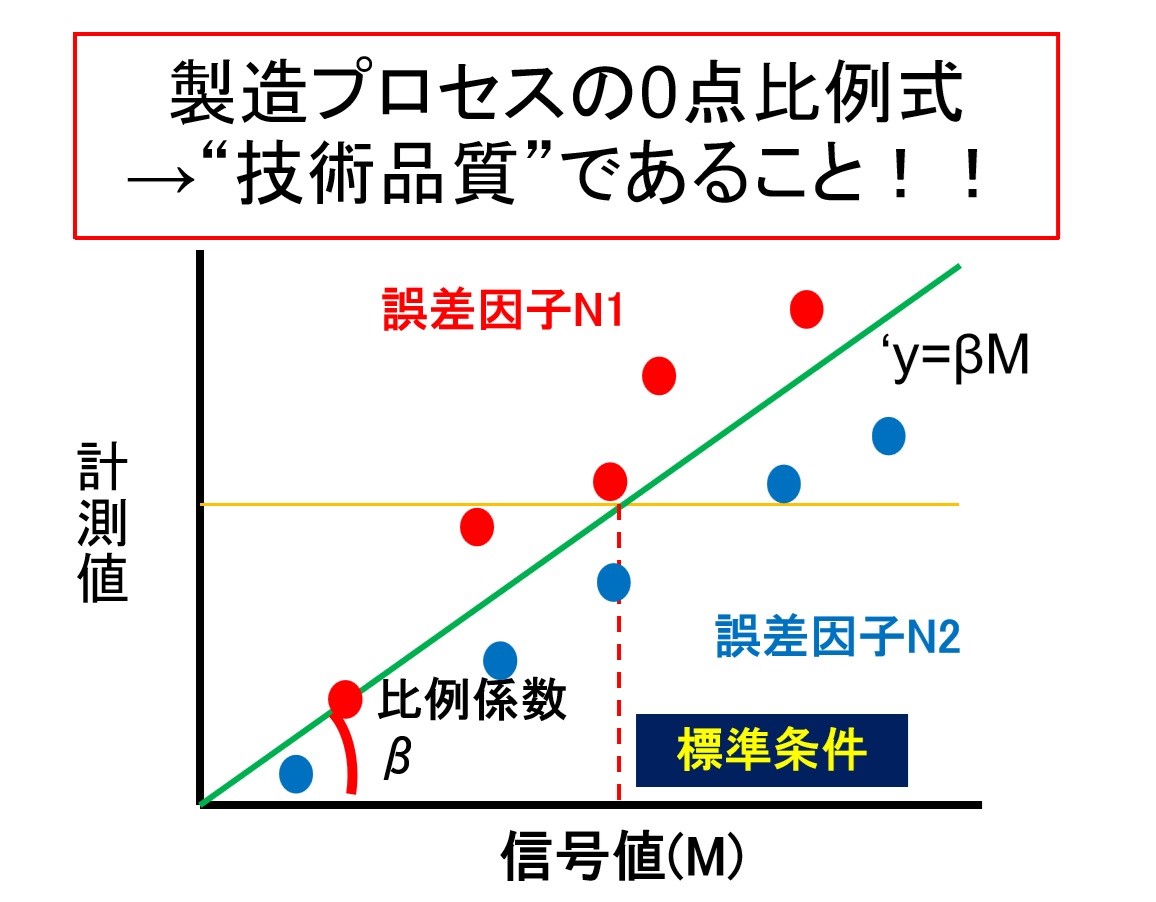 製造プロセスの0点比例式
→“技術品質”であること！！
誤差因子N1
‘y=βM
計測値
誤差因子N2
比例係数
β
標準条件
信号値(M)